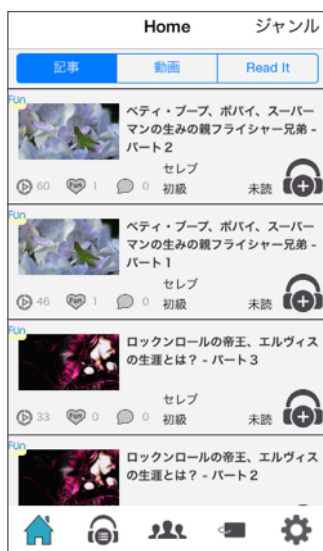 Home ジャンル
記事 動画 Read It
Fun
ベティ・ブープ、ポパイ、スーパー
マンの生みの親フライシャー兄弟 -
パート2
セレブ
60 Fun 1 0 初級 未読
Fun
ベティ・ブープ、ポパイ、スーパー
マンの生みの親フライシャー兄弟 -
パート1
セレブ
46 Fun 1 0 初級 未読
Fun
ロックンロールの帝王、エルヴィス
の生涯とは？ - パート3
セレブ
33 Fun 0 0 初級 未読
Fun
ロックンロールの帝王、エルヴィス
の生涯とは？ - パート2